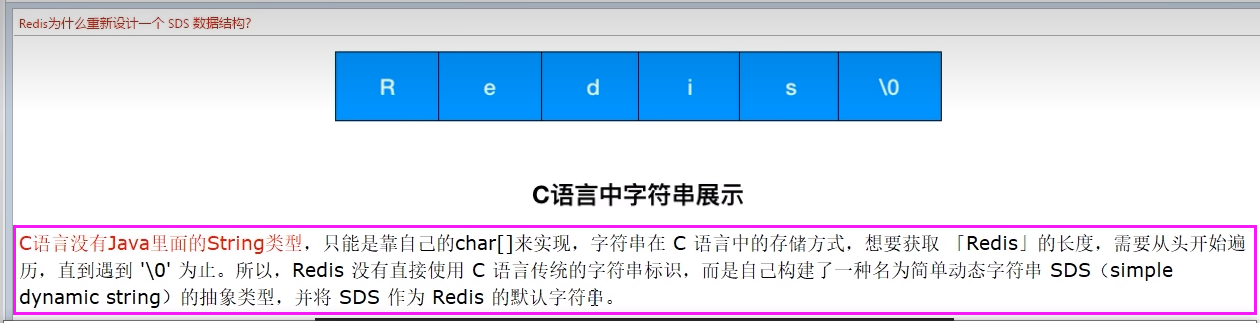 Redis为什么重新设计一个 SDS 数据结构?
R e d i s \0
C语言中字符串展示
C语言没有Java里面的String类型，只能是靠自己的char[]来实现，字符串在 C 语言中的存储方式，想要获取 「Redis」的长度，需要从头开始遍
历，直到遇到 '\0' 为止。所以，Redis 没有直接使用 C 语言传统的字符串标识，而是自己构建了一种名为简单动态字符串 SDS（simple
dynamic string）的抽象类型，并将 SDS 作为 Redis 的默认字符串。